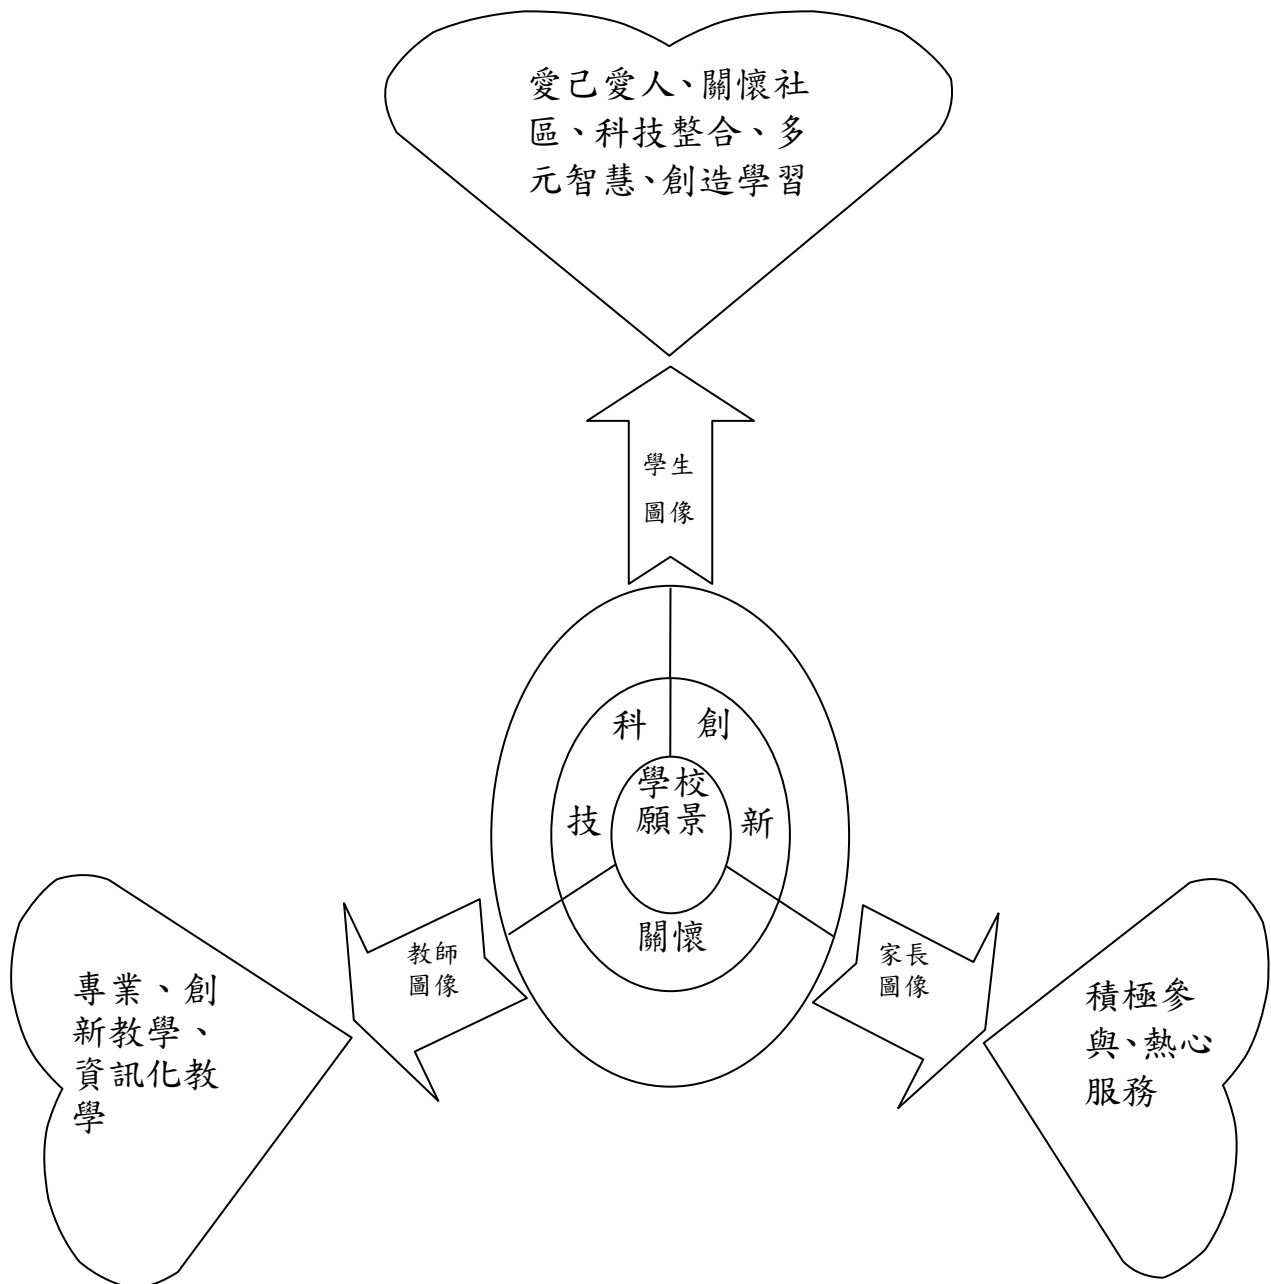 愛己愛人、關懷社
區、科技整合、多
元智慧、創造學習
學生
圖像
科 創
學校
技 願景 新
關懷
教師
圖像
家長
圖像
專業、創
新教學、
資訊化教
學
積極參
與、熱心
服務